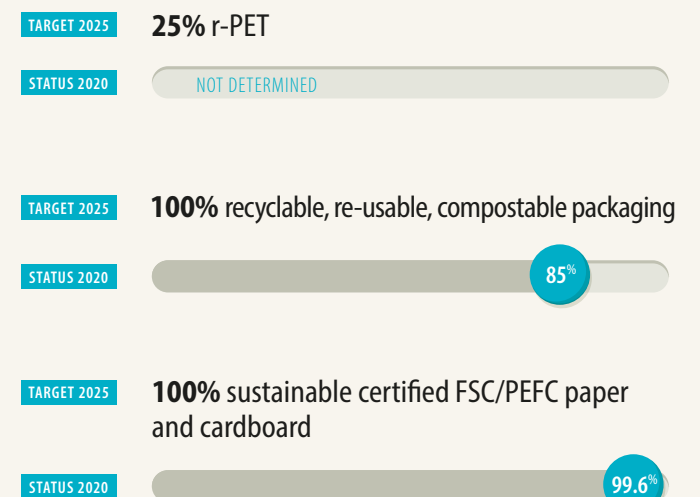 TARGET 2025 25% r-PET
STATUS 2020 NOT DETERMINED
TARGET 2025 100% recyclable, re-usable, compostable packaging
STATUS 2020 85%
TARGET 2025 100% sustainable certified FSC/PEFC paper
and cardboard
STATUS 2020 99.6%